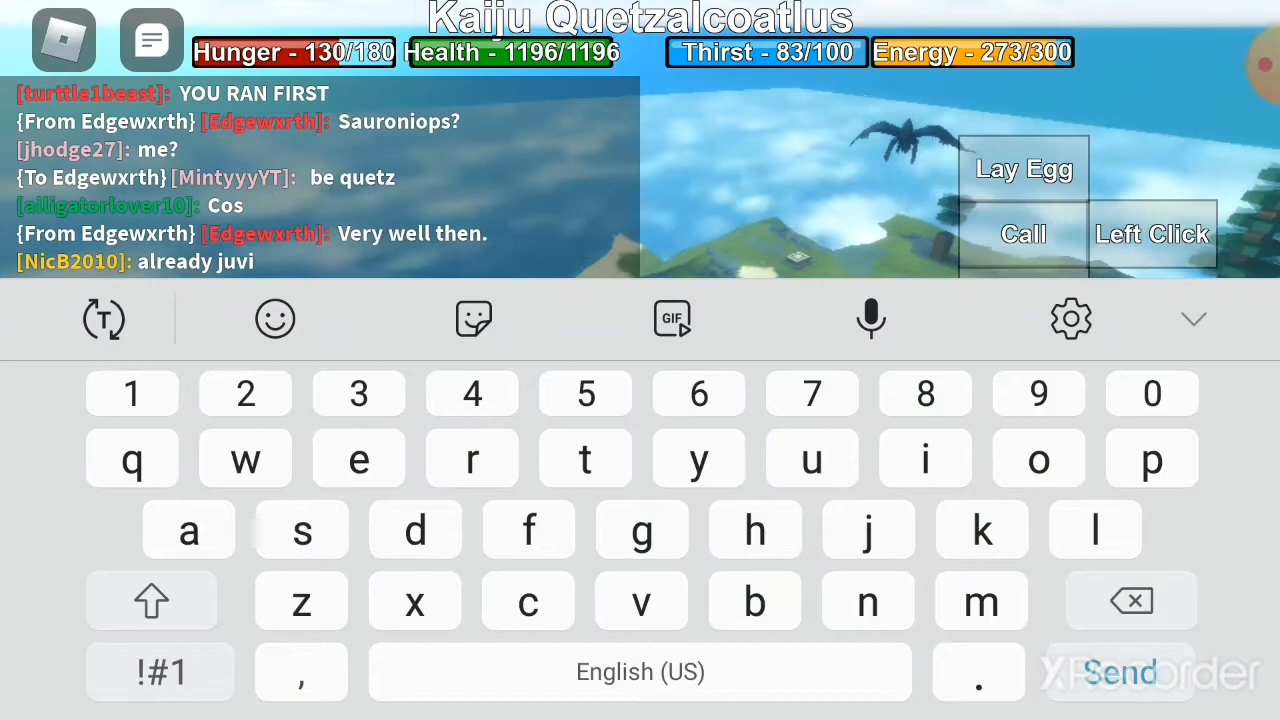 Kaiju Quetzalcoatlus
Hunger - 130/180 Health - 1196/1196 Thirst - 83/100 Energy - 273/300
[turttle1beast]: YOU RAN FIRST
{From Edgewxrth} [Edgewxrth]: Sauroniops?
[jhodge27]: me?
{To Edgewxrth} [MintyyyYT]: be quetz
[alligatorlover10]: Cos
{From Edgewxrth} [Edgewxrth]: Very well then.
[NicB2010]: already juvi
Lay Egg
Call Left Click
T GIF
1 2 3 4 5 6 7 8 9 0
q w e r t y u i o p
a s d f g h j k l
z x c v b n m
!#1 , English (US) . Send
XRecorder